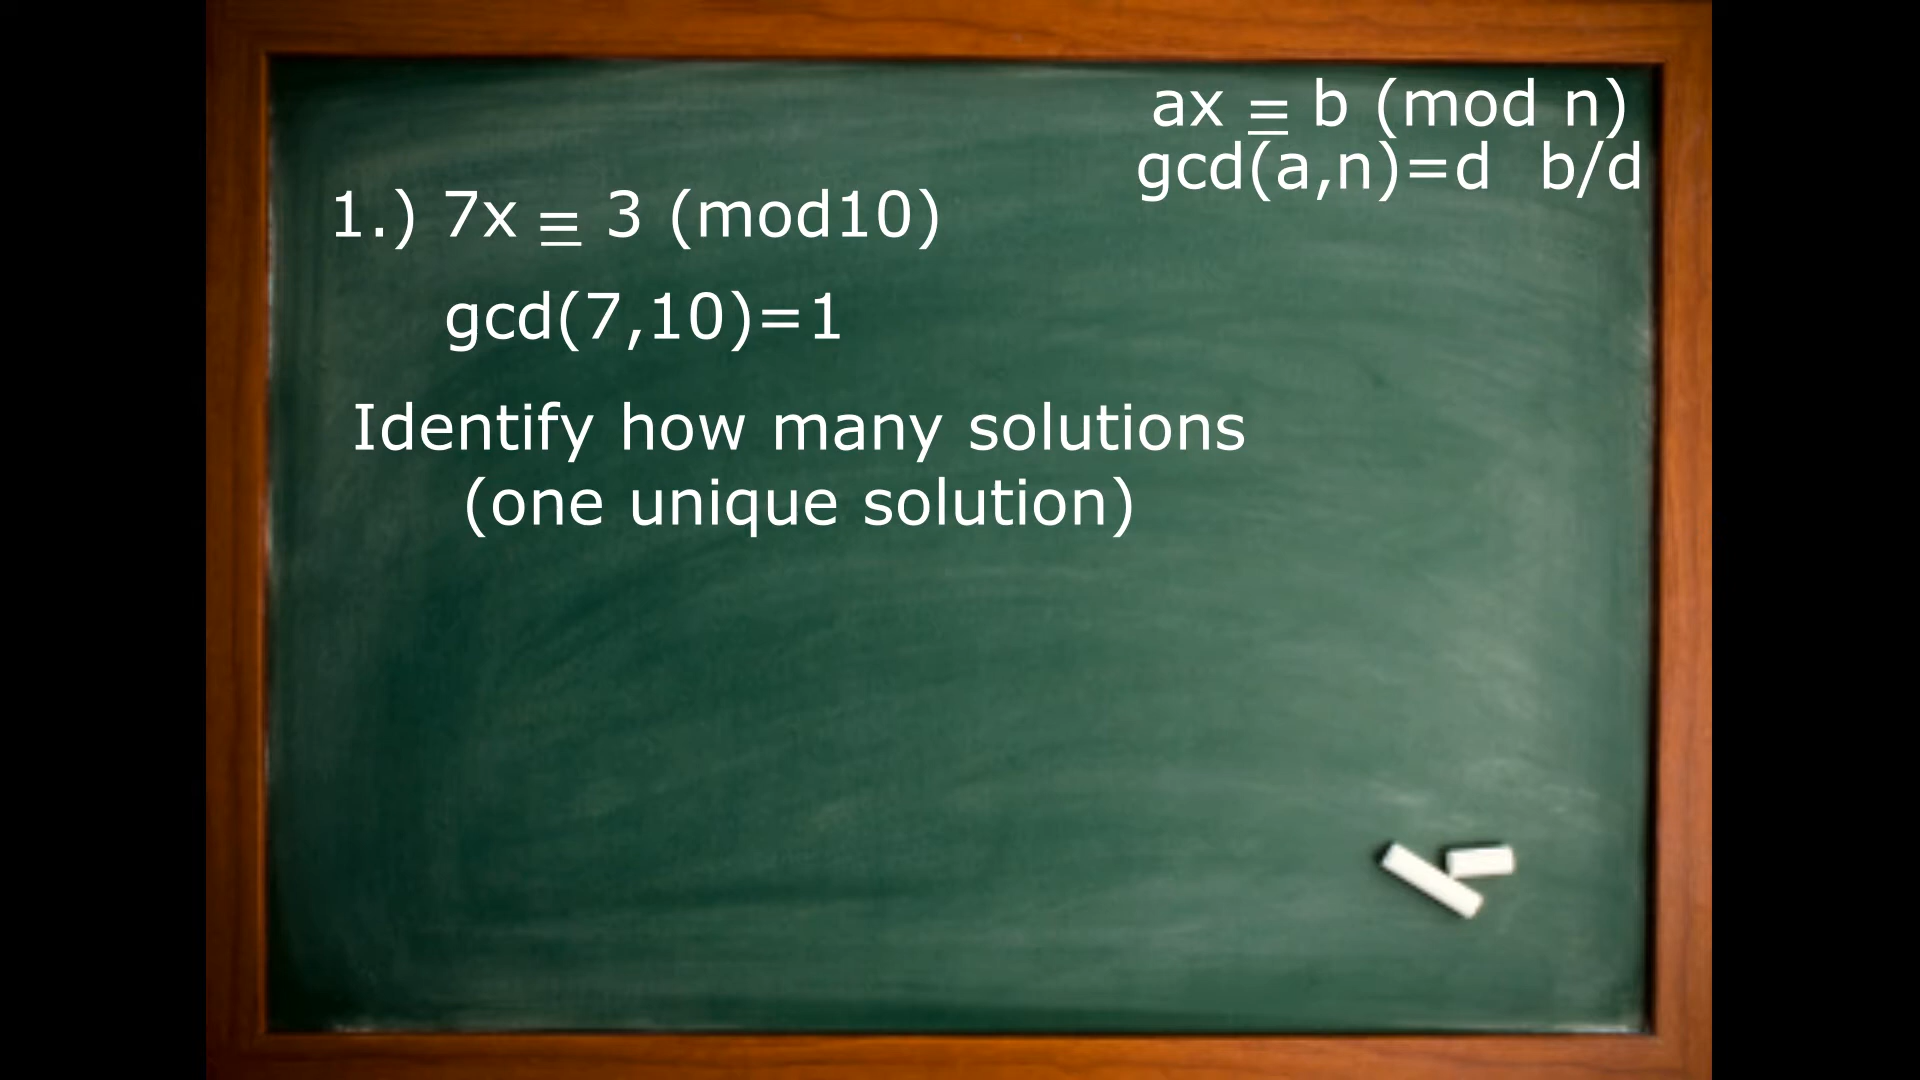 ax ≡ b (mod n)
gcd(a,n)=d b/d
1.) 7x ≡ 3 (mod10)
gcd(7,10)=1
Identify how many solutions
(one unique solution)